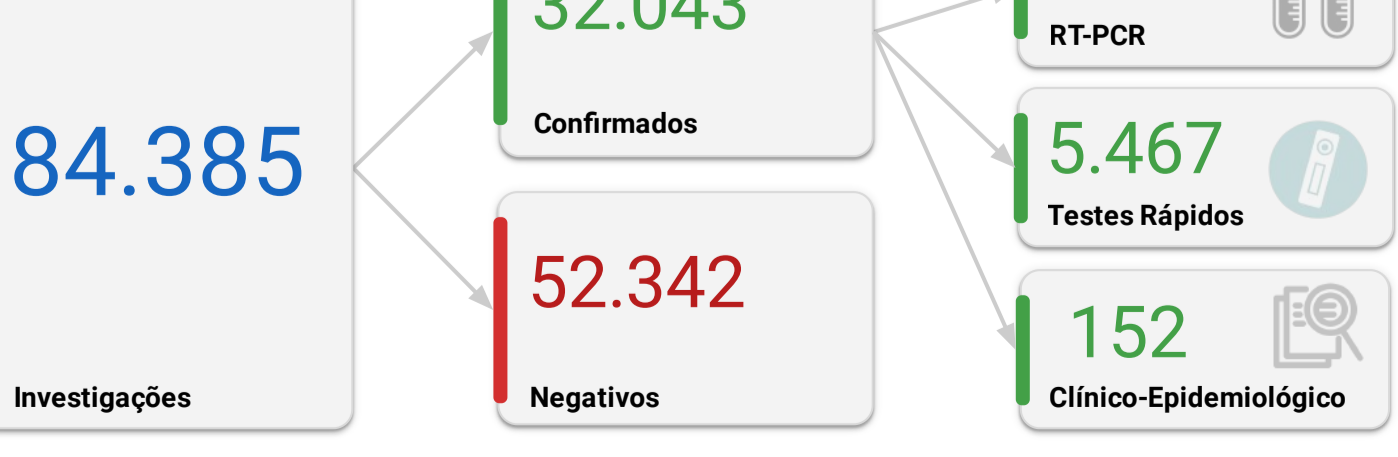 84.385
Investigações
32.043
Confirmados
52.342
Negativos
RT-PCR
5.467
Testes Rápidos
152
Clínico-Epidemiológico